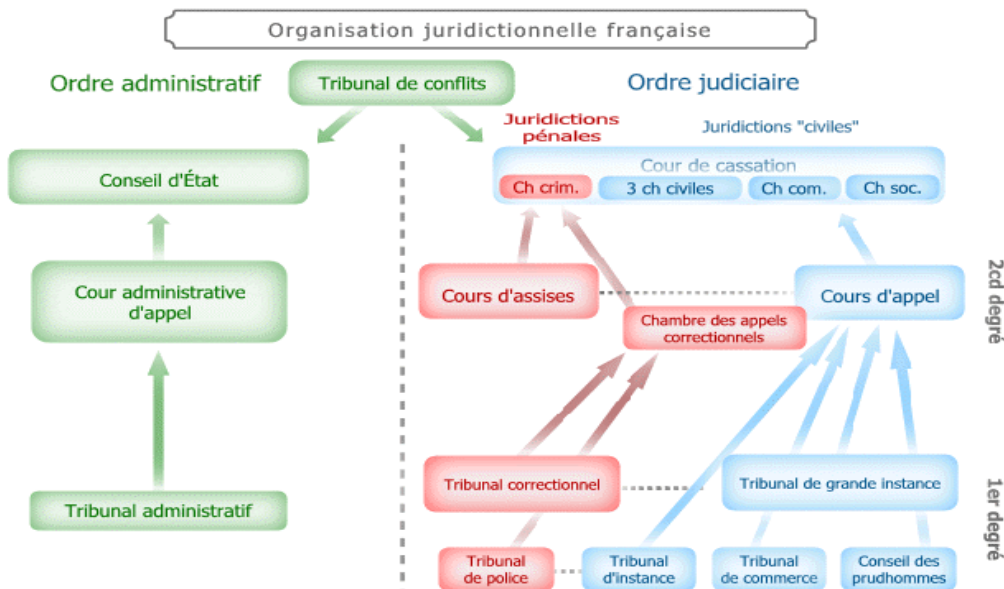 Organisation juridictionnelle française
Ordre administratif
Tribunal de conflits
Ordre judiciaire
Juridictions
pénales
Juridictions "civiles"
Conseil d'État
Cour de cassation
Ch crim.
3 ch civiles
Ch com.
Ch soc.
Cour administrative
d'appel
Cours d'assises
Cours d'appel
Chambre des appels
correctionnels
2cd degré
Tribunal administratif
Tribunal correctionnel
Tribunal de grande instance
1er degré
Tribunal
de police
Tribunal
d'instance
Tribunal
de commerce
Conseil des
prudhommes